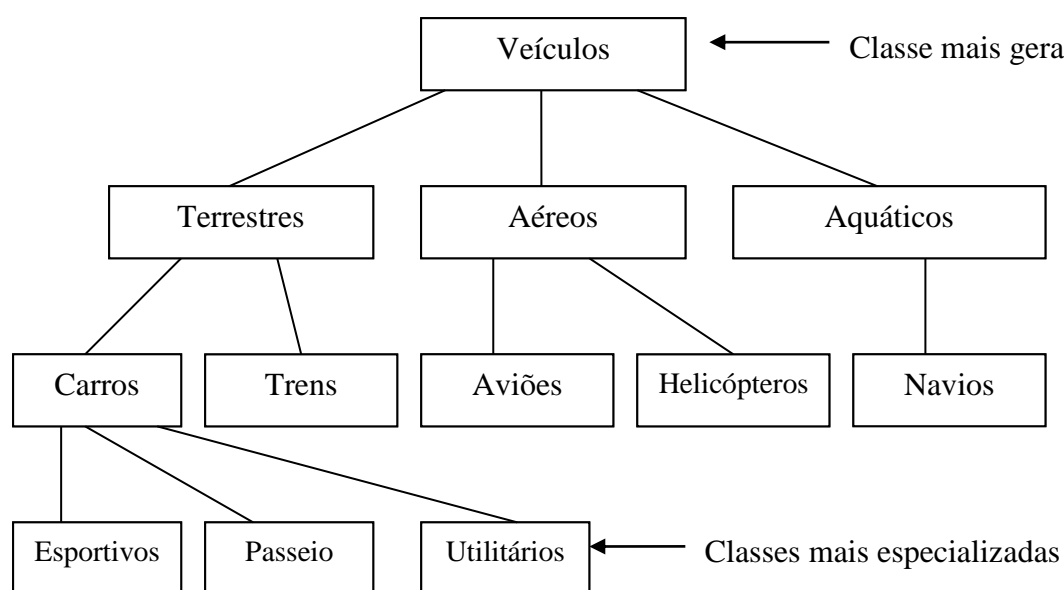 Veículos
Classe mais gera
Terrestres
Aéreos
Aquáticos
Carros
Trens
Aviões
Helicópteros
Navios
Esportivos
Passeio
Utilitários
Classes mais especializadas